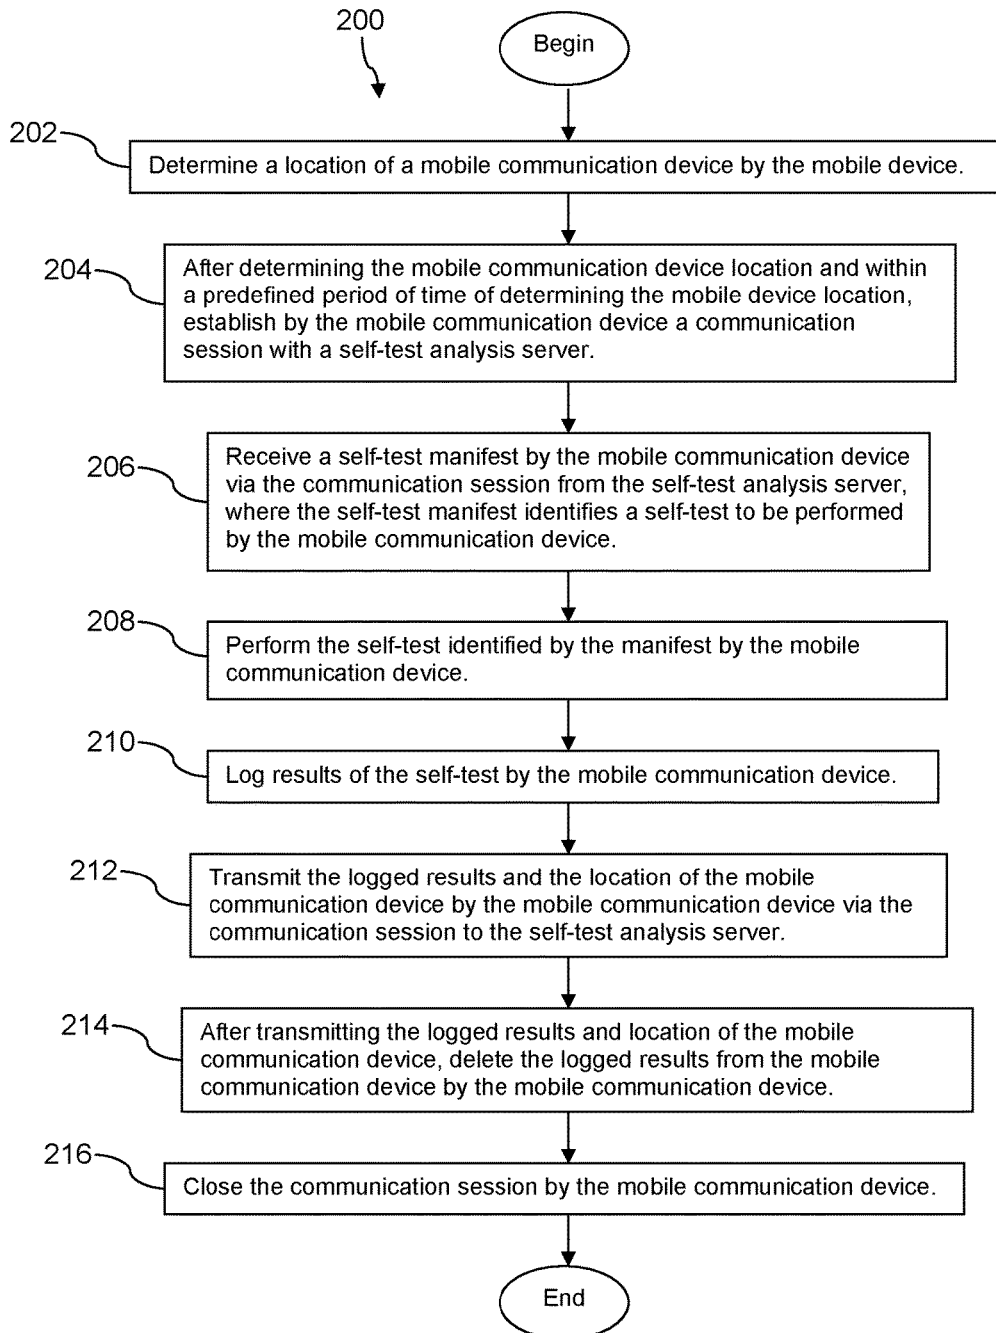 200
Begin
202
Determine a location of a mobile communication device by the mobile device.
204
After determining the mobile communication device location and within
a predefined period of time of determining the mobile device location,
establish by the mobile communication device a communication
session with a self-test analysis server.
206
Receive a self-test manifest by the mobile communication device
via the communication session from the self-test analysis server,
where the self-test manifest identifies a self-test to be performed
by the mobile communication device.
208
Perform the self-test identified by the manifest by the mobile
communication device.
210
Log results of the self-test by the mobile communication device.
212
Transmit the logged results and the location of the mobile
communication device by the mobile communication device via the
communication session to the self-test analysis server.
214
After transmitting the logged results and location of the mobile
communication device, delete the logged results from the mobile
communication device by the mobile communication device.
216
Close the communication session by the mobile communication device.
End